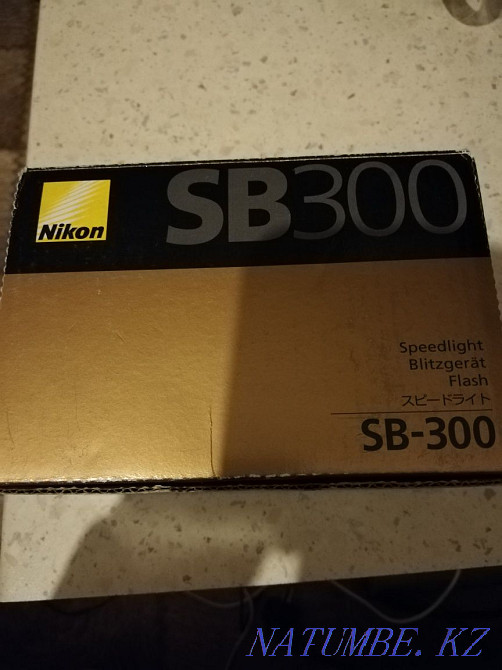 Nikon
SB300
Speedlight
Blitzgerät
Flash
スピードライト
SB-300
NATUMBE. KZ